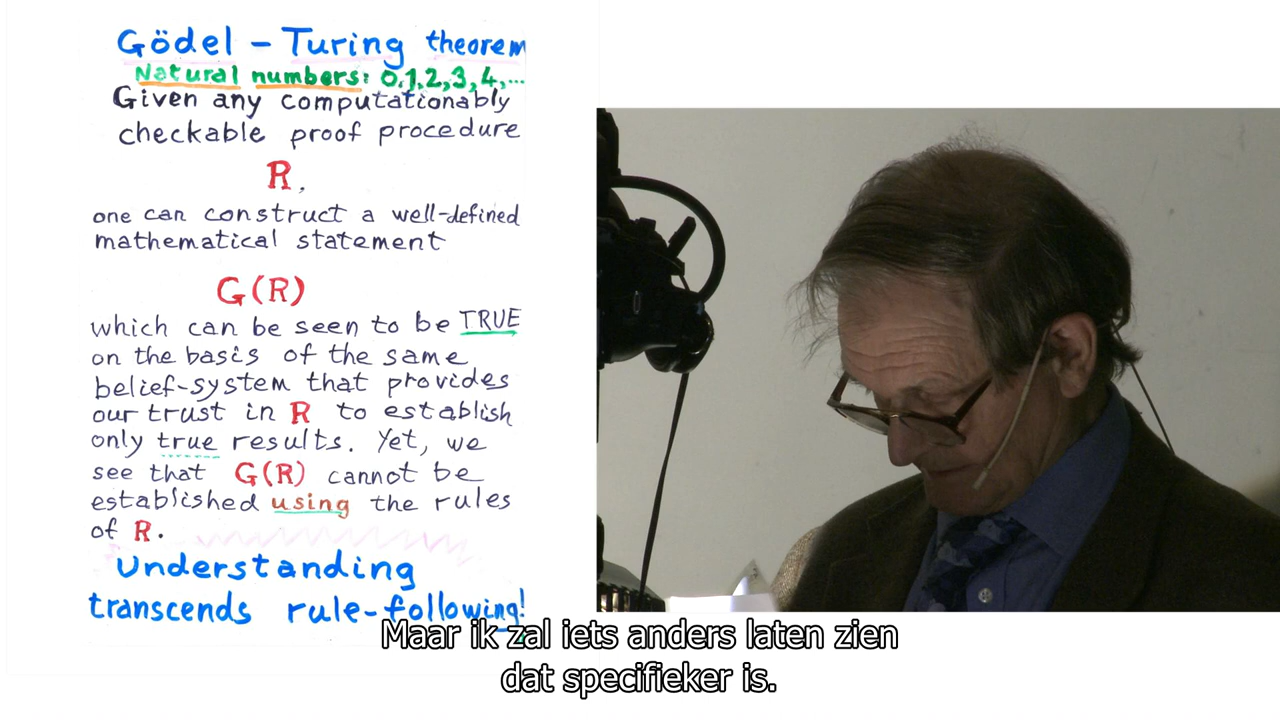 Gödel – Turing theorem
Natural numbers: 0,1,2,3,4,...
Given any computationably
checkable proof procedure
R,
one can construct a well-defined
mathematical statement
G(R)
which can be seen to be TRUE
on the basis of the same
belief-system that provides
our trust in R to establish
only true results. Yet, we
see that G(R) cannot be
established using the rules
of R.
Understanding
transcends rule-following!
Maar ik zal iets anders laten zien
dat specifieker is.